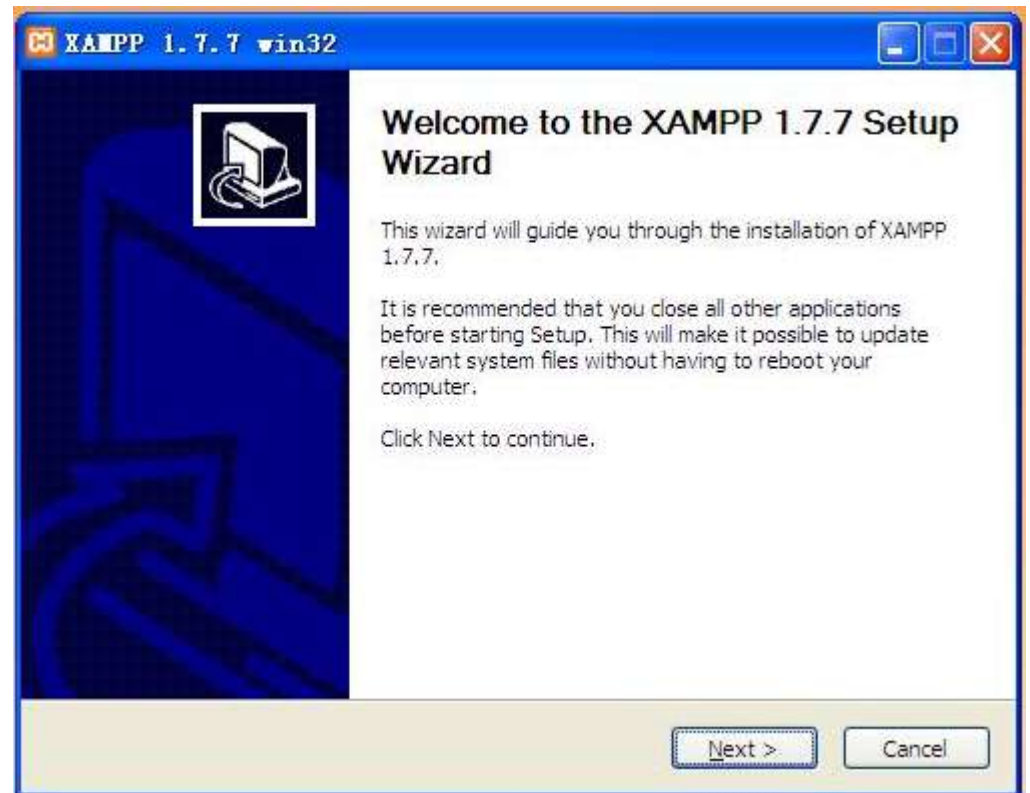 XAMPP 1.7.7 win32
Welcome to the XAMPP 1.7.7 Setup
Wizard
This wizard will guide you through the installation of XAMPP
1.7.7.
It is recommended that you close all other applications
before starting Setup. This will make it possible to update
relevant system files without having to reboot your
computer.
Click Next to continue.
Next >
Cancel